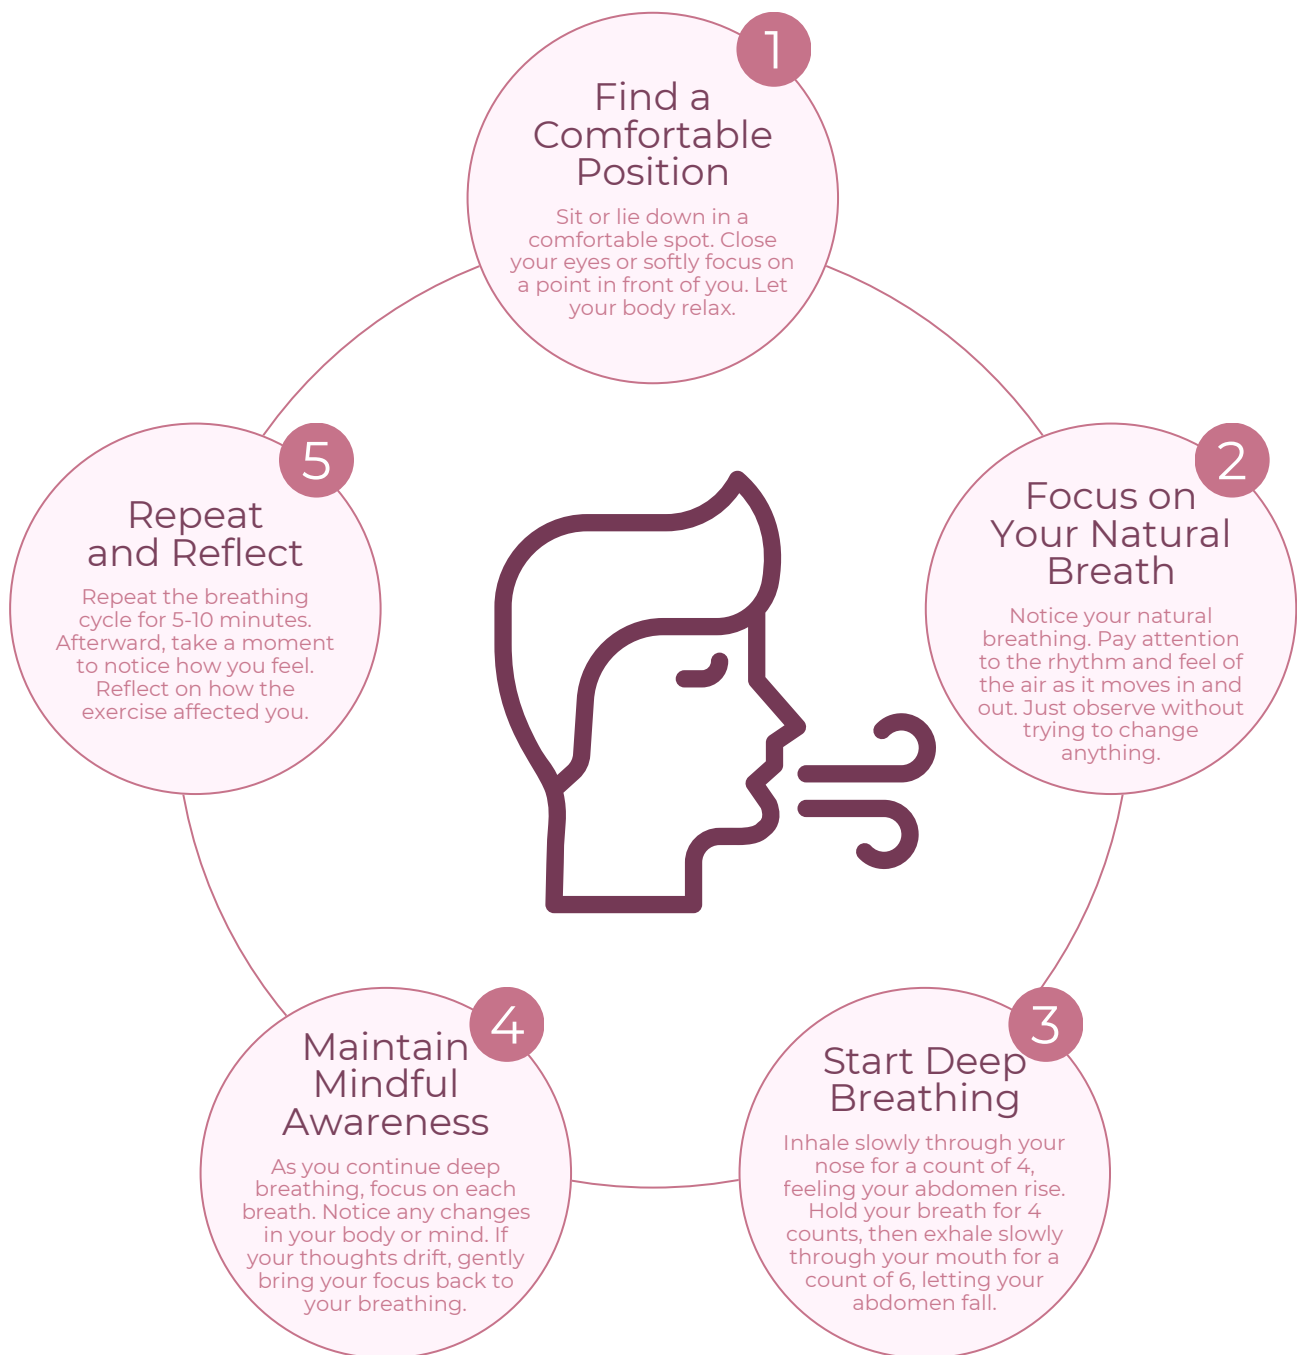 1
Find a
Comfortable
Position
Sit or lie down in a
comfortable spot. Close
your eyes or softly focus on
a point in front of you. Let
your body relax.
2
Focus on
Your Natural
Breath
Notice your natural
breathing. Pay attention
to the rhythm and feel of
the air as it moves in and
out. Just observe without
trying to change
anything.
3
Start Deep
Breathing
Inhale slowly through your
nose for a count of 4,
feeling your abdomen rise.
Hold your breath for 4
counts, then exhale slowly
through your mouth for a
count of 6, letting your
abdomen fall.
4
Maintain
Mindful
Awareness
As you continue deep
breathing, focus on each
breath. Notice any changes
in your body or mind. If
your thoughts drift, gently
bring your focus back to
your breathing.
5
Repeat
and Reflect
Repeat the breathing
cycle for 5-10 minutes.
Afterward, take a moment
to notice how you feel.
Reflect on how the
exercise affected you.